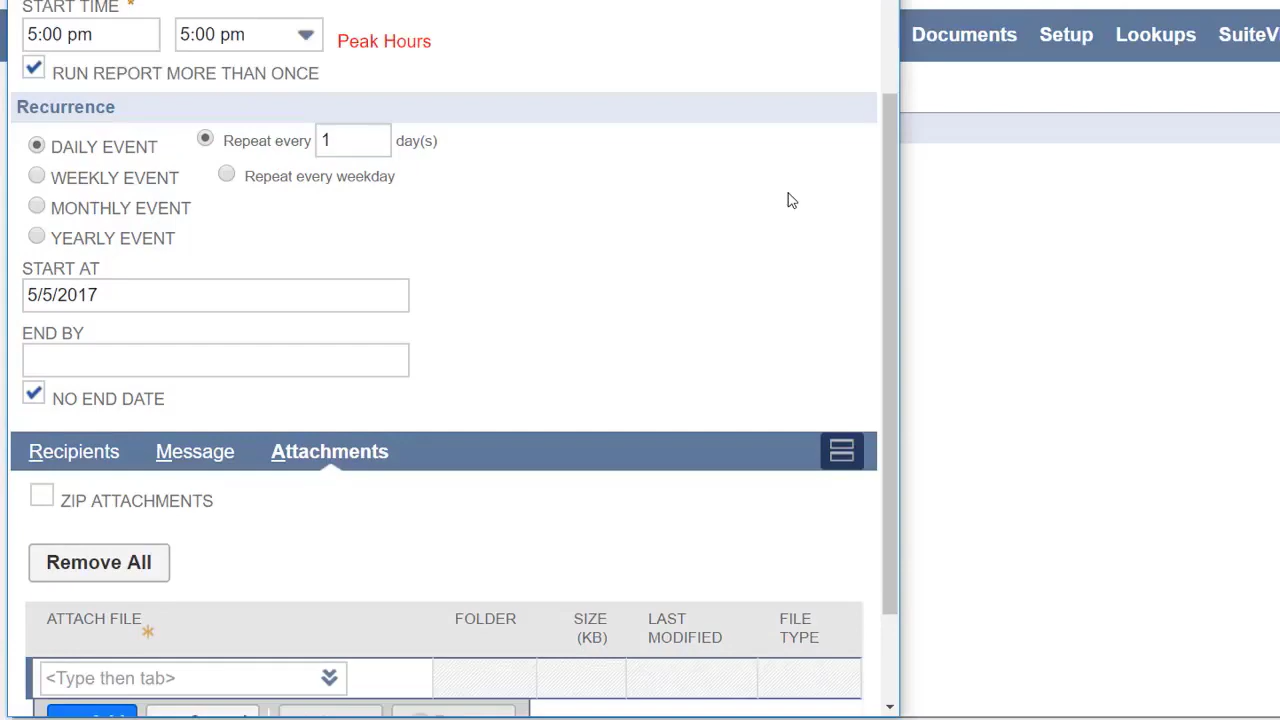 START TIME *
5:00 pm 5:00 pm Peak Hours
RUN REPORT MORE THAN ONCE
Documents Setup Lookups SuiteV
Recurrence
DAILY EVENT Repeat every 1 day(s)
WEEKLY EVENT Repeat every weekday
MONTHLY EVENT
YEARLY EVENT
START AT
5/5/2017
END BY
NO END DATE
Recipients Message Attachments
ZIP ATTACHMENTS
Remove All
ATTACH FILE * FOLDER SIZE (KB) LAST MODIFIED FILE TYPE
<Type then tab>